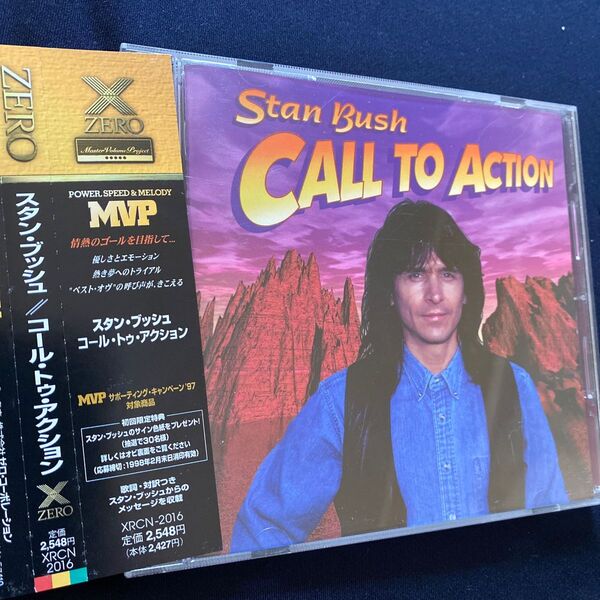 ZERO
スタン・ブッシュ // コール・トゥ・アクション
X
ZERO
定価
2,548円
XRCN
2016
X
ZERO
Master Volume Project
POWER, SPEED & MELODY
MVP
情熱のゴールを目指して…
優しさとエモーション
熱き夢へのトライアル
“ベスト・オヴ”の呼び声が、きこえる
スタン・ブッシュ
コール・トゥ・アクション
MVP サポーティング・キャンペーン'97
対象商品
初回限定特典
スタン・ブッシュのサイン色紙をプレゼント!
(抽選で30名様)
詳しくはオビ裏面をご覧ください
(応募締切:1998年2月末日消印有効)
歌詞・対訳つき
スタン・ブッシュからの
メッセージを収載
XRCN-2016
定価 2,548円
(本体 2,427円)
Stan Bush
CALL TO ACTION